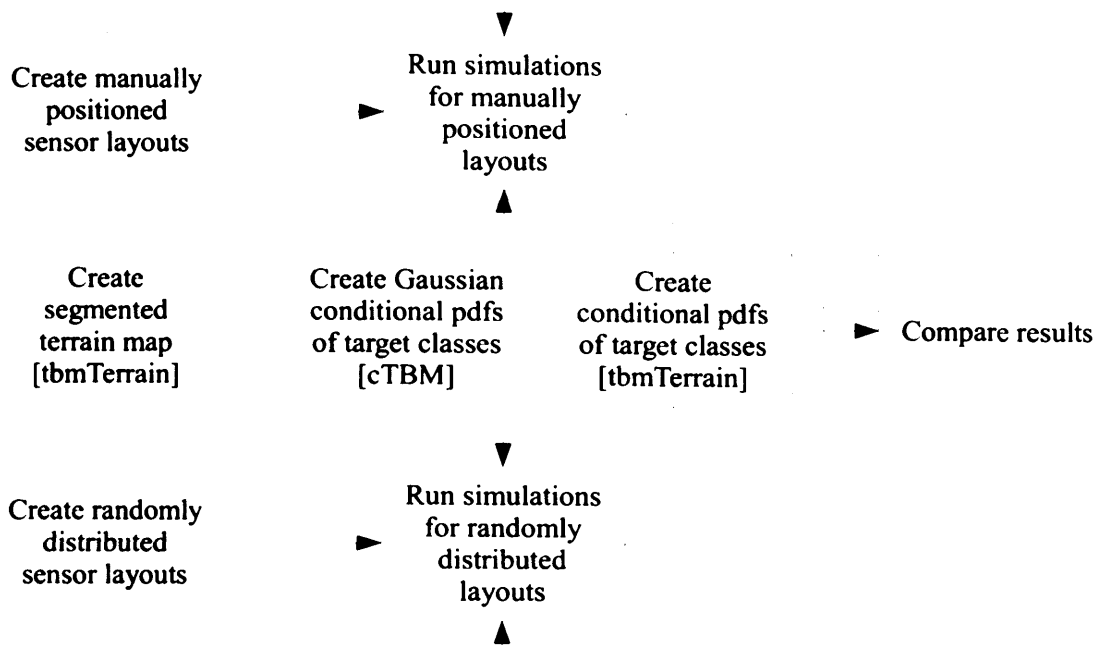 Create manually
positioned
sensor layouts
Run simulations
for manually
positioned
layouts
Create
segmented
terrain map
[tbmTerrain]
Create Gaussian
conditional pdfs
of target classes
[cTBM]
Create
conditional pdfs
of target classes
[tbmTerrain]
Compare results
Create randomly
distributed
sensor layouts
Run simulations
for randomly
distributed
layouts